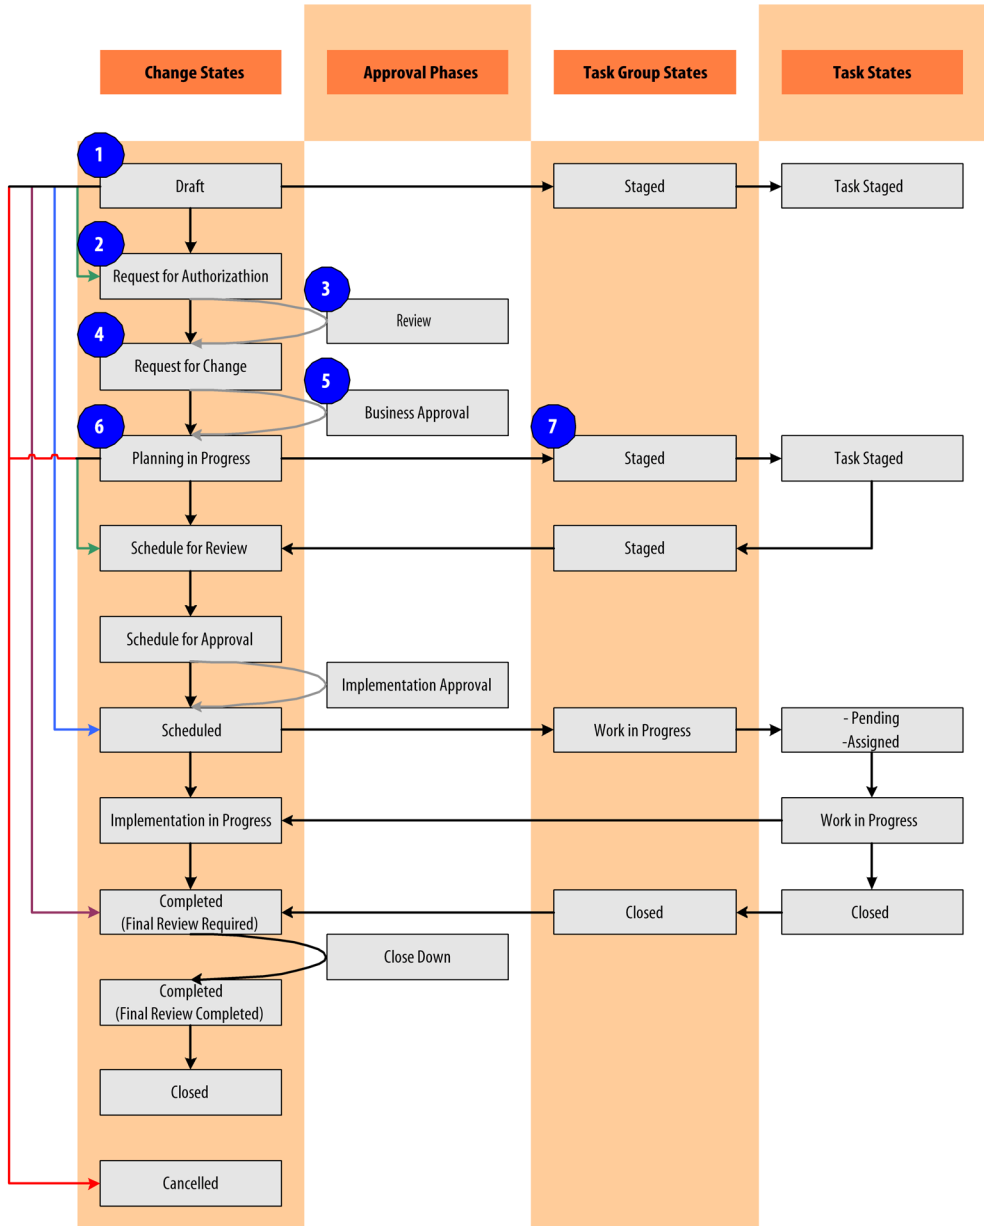 Change States
Approval Phases
Task Group States
Task States
1
Draft
Staged
Task Staged
2
Request for Authorizathion
3
Review
4
Request for Change
5
Business Approval
6
Planning in Progress
7
Staged
Task Staged
Schedule for Review
Staged
Schedule for Approval
Implementation Approval
Scheduled
Work in Progress
- Pending
-Assigned
Implementation in Progress
Work in Progress
Completed
(Final Review Required)
Closed
Closed
Close Down
Completed
(Final Review Completed)
Closed
Cancelled